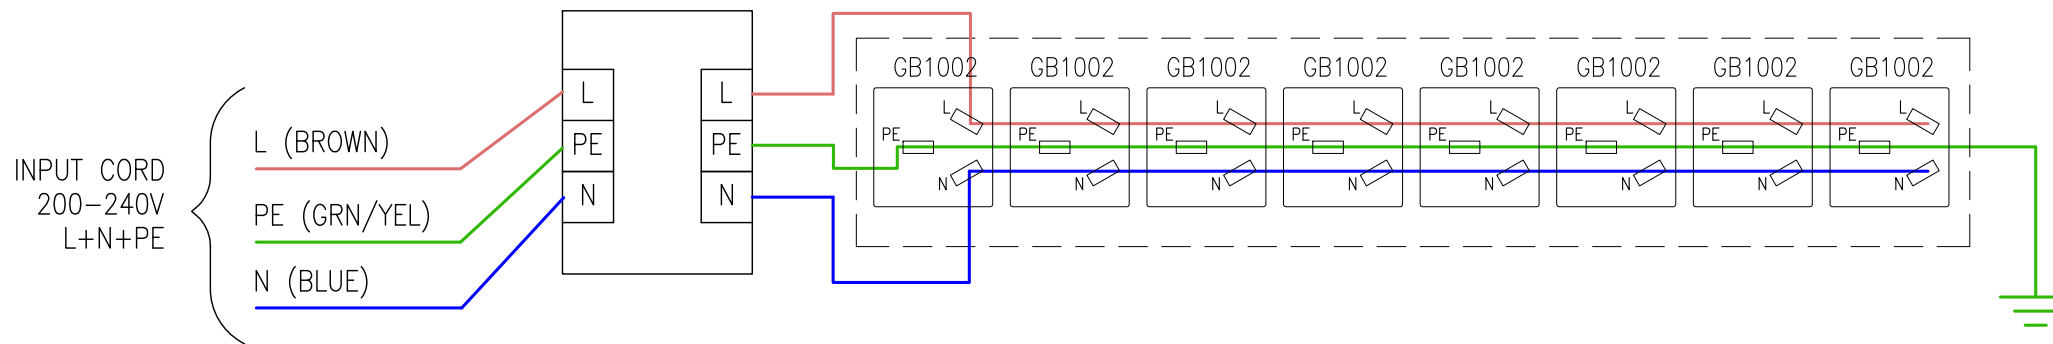 INPUT CORD
200-240V
L+N+PE
L (BROWN)
PE (GRN/YEL)
N (BLUE)
L
PE
N
L
PE
N
GB1002
L
PE
N
GB1002
L
PE
N
GB1002
L
PE
N
GB1002
L
PE
N
GB1002
L
PE
N
GB1002
L
PE
N
GB1002
L
PE
N
GB1002
L
PE
N